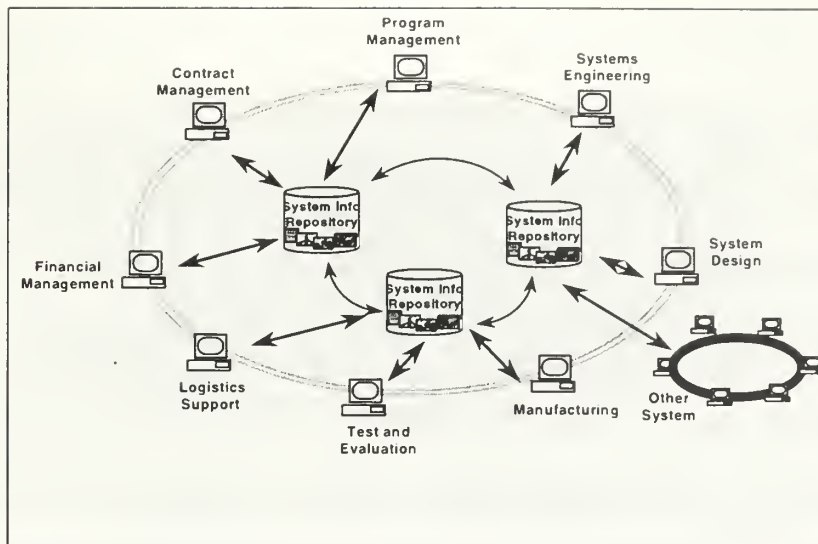 Program
Management
Contract
Management
Systems
Engineering
System Info
Repository
System Info
Repository
System
Design
Financial
Management
System Info
Repository
Logistics
Support
Test and
Evaluation
Manufacturing
Other
System